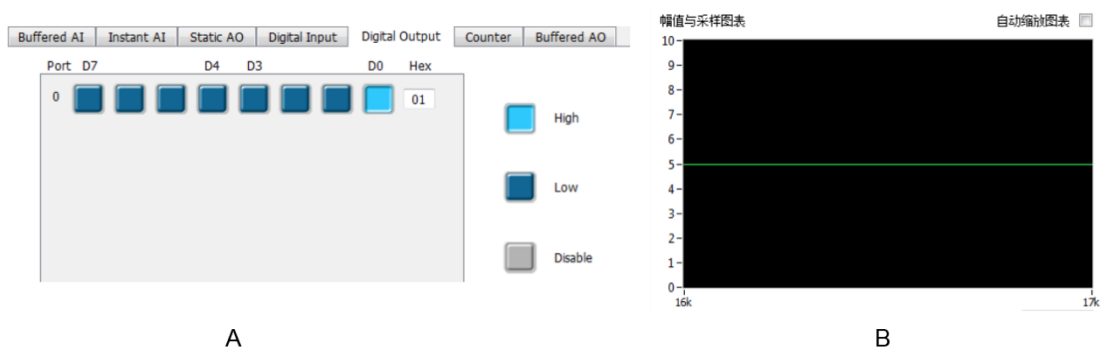 Buffered AI Instant AI Static AO Digital Input Digital Output Counter Buffered AO
Port D7 D4 D3 D0 Hex
0 01
High
Low
Disable
A
幅值与采样图表 自动缩放图表
10
9
8
7
6
5
4
3
2
1
0
16k 17k
B